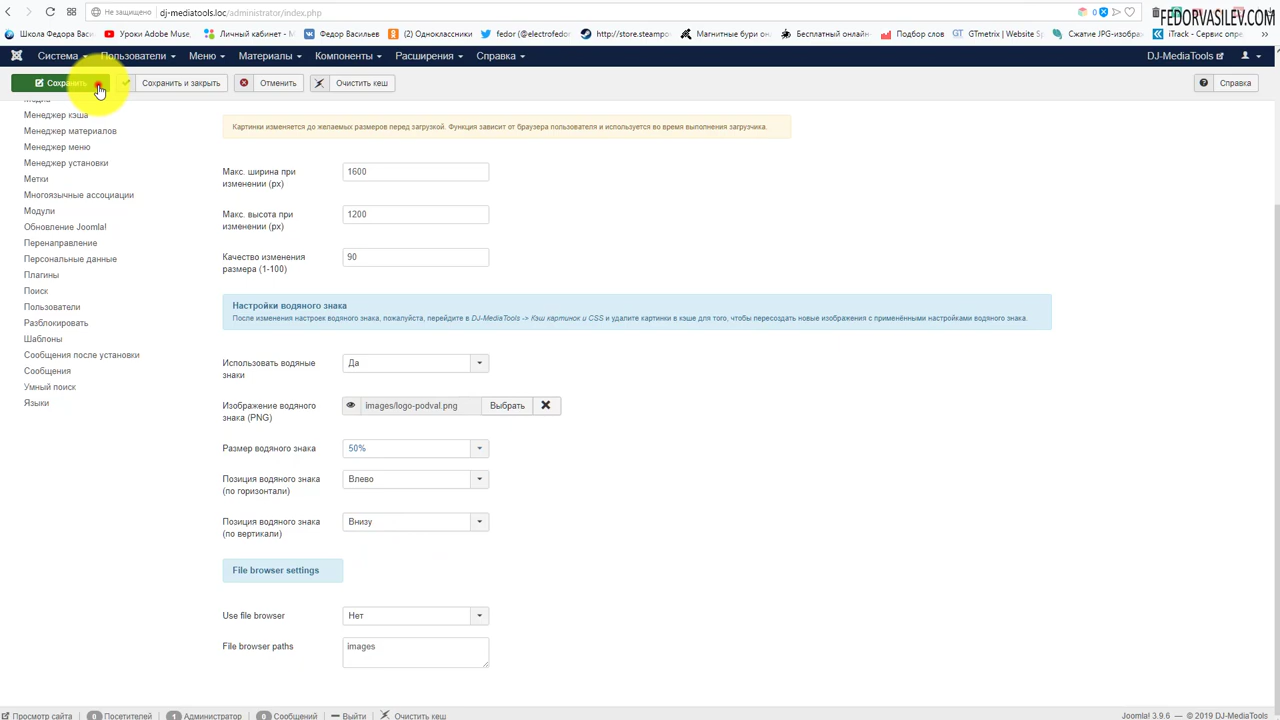 FEDORVASILEV.COM
Не защищено
dj-mediatools.loc/administrator/index.php
0
Школа Федора Васи.
Уроки Adobe Muse,
Личный кабинет - М
Федор Васильев
(2) Одноклассники
fedor (@electrofedor
http://store.steampo
Магнитные бури онл
Бесплатный онлайн-
Подбор слов
GTmetrix | Website S
Сжатие JPG-изображ
iTrack - Сервис опре
Система
Пользователи
Меню
Материалы
Компоненты
Расширения
Справка
DJ-MediaTools
Сохранить
Сохранить и закрыть
Отменить
Очистить кеш
Справка
Медиа
Менеджер кэша
Менеджер материалов
Менеджер меню
Менеджер установки
Метки
Многоязычные ассоциации
Модули
Обновление Joomla!
Перенаправление
Персональные данные
Плагины
Поиск
Пользователи
Разблокировать
Шаблоны
Сообщения после установки
Сообщения
Умный поиск
Языки
Картинки изменяется до желаемых размеров перед загрузкой. Функция зависит от браузера пользователя и используется во время выполнения загрузчика.
Макс. ширина при
изменении (px)
1600
Макс. высота при
изменении (px)
1200
Качество изменения
размера (1-100)
90
Настройки водяного знака
После изменения настроек водяного знака, пожалуйста, перейдите в DJ-MediaTools -> Кэш картинок и CSS и удалите картинки в кэше для того, чтобы пересоздать новые изображения с применёнными настройками водяного знака.
Использовать водяные
знаки
Да
Изображение водяного
знака (PNG)
images/logo-podval.png
Выбрать
Размер водяного знака
50%
Позиция водяного знака
(по горизонтали)
Влево
Позиция водяного знака
(по вертикали)
Внизу
File browser settings
Use file browser
Нет
File browser paths
images
Просмотр сайта
0 Посетителей
1 Администратор
0 Сообщений
Выйти
Очистить кеш
Joomla! 3.9.6 — © 2019 DJ-MediaTools